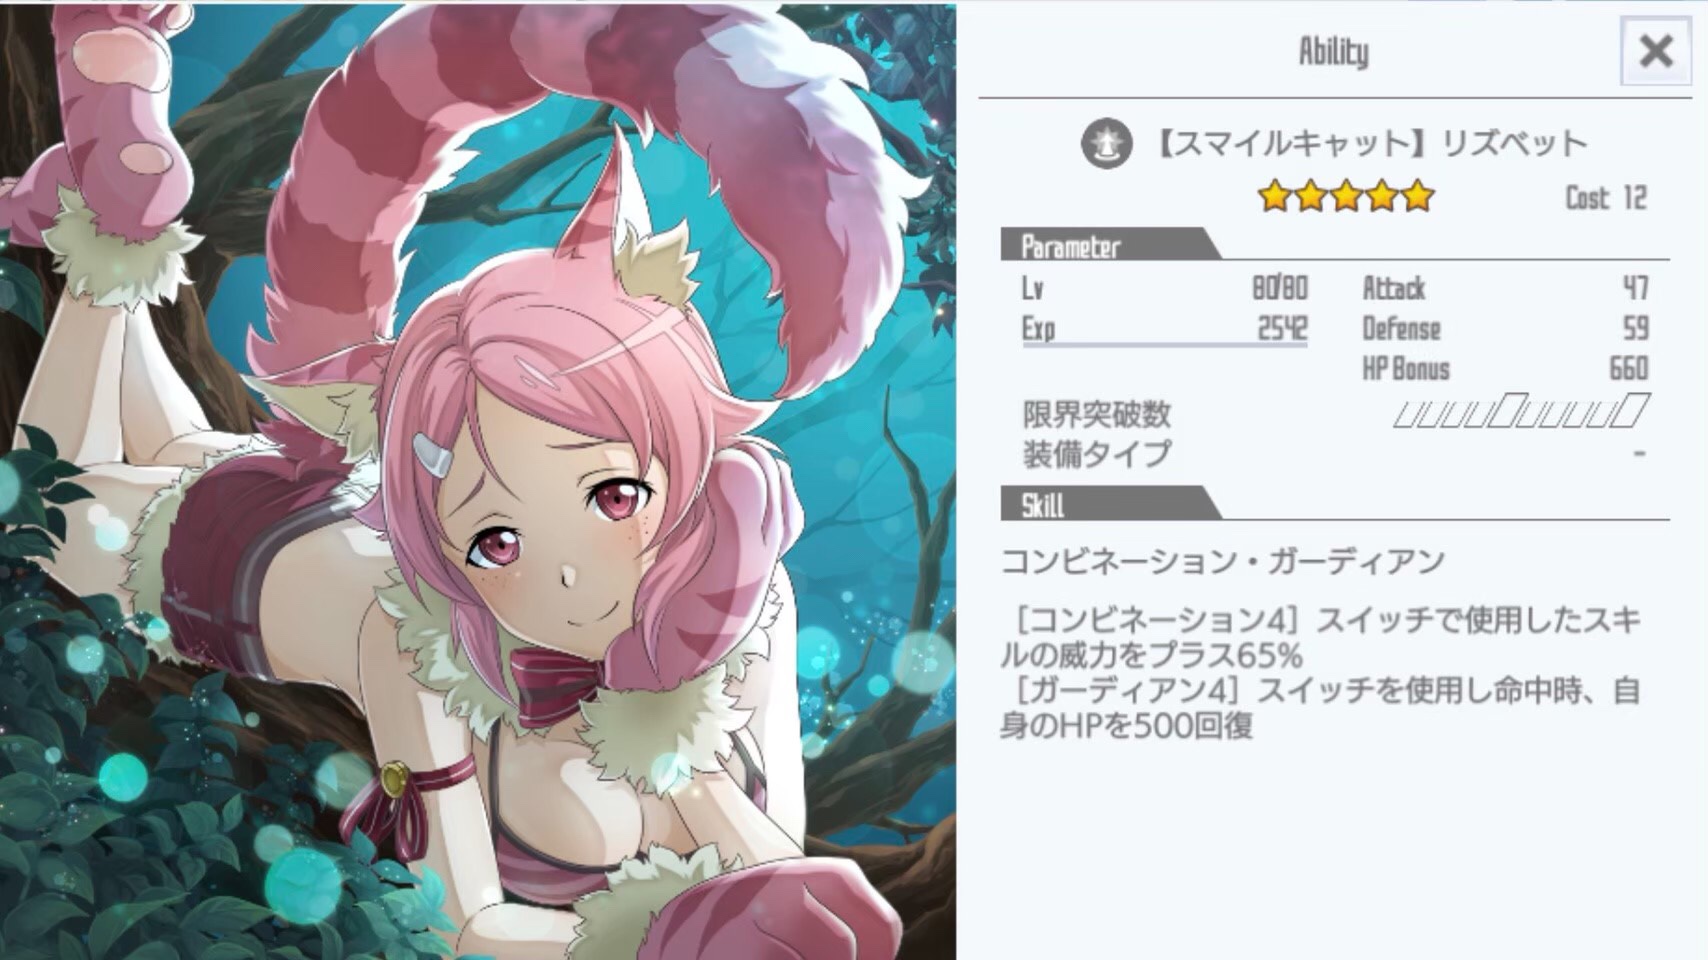 Ability
【スマイルキャット】リズベット
Cost 12
Parameter
Lv 80/80 Attack 47
Exp 2542 Defense 59
HP Bonus 660
限界突破数
装備タイプ -
Skill
コンビネーション・ガーディアン
［コンビネーション4］スイッチで使用したスキ
ルの威力をプラス65%
［ガーディアン4］スイッチを使用し命中時、自
身のHPを500回復